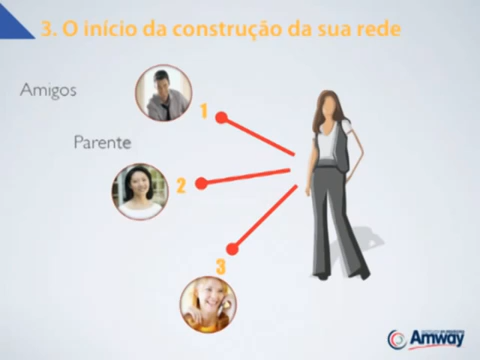 3. O início da construção da sua rede
Amigos
1
Parente
2
3
Amway